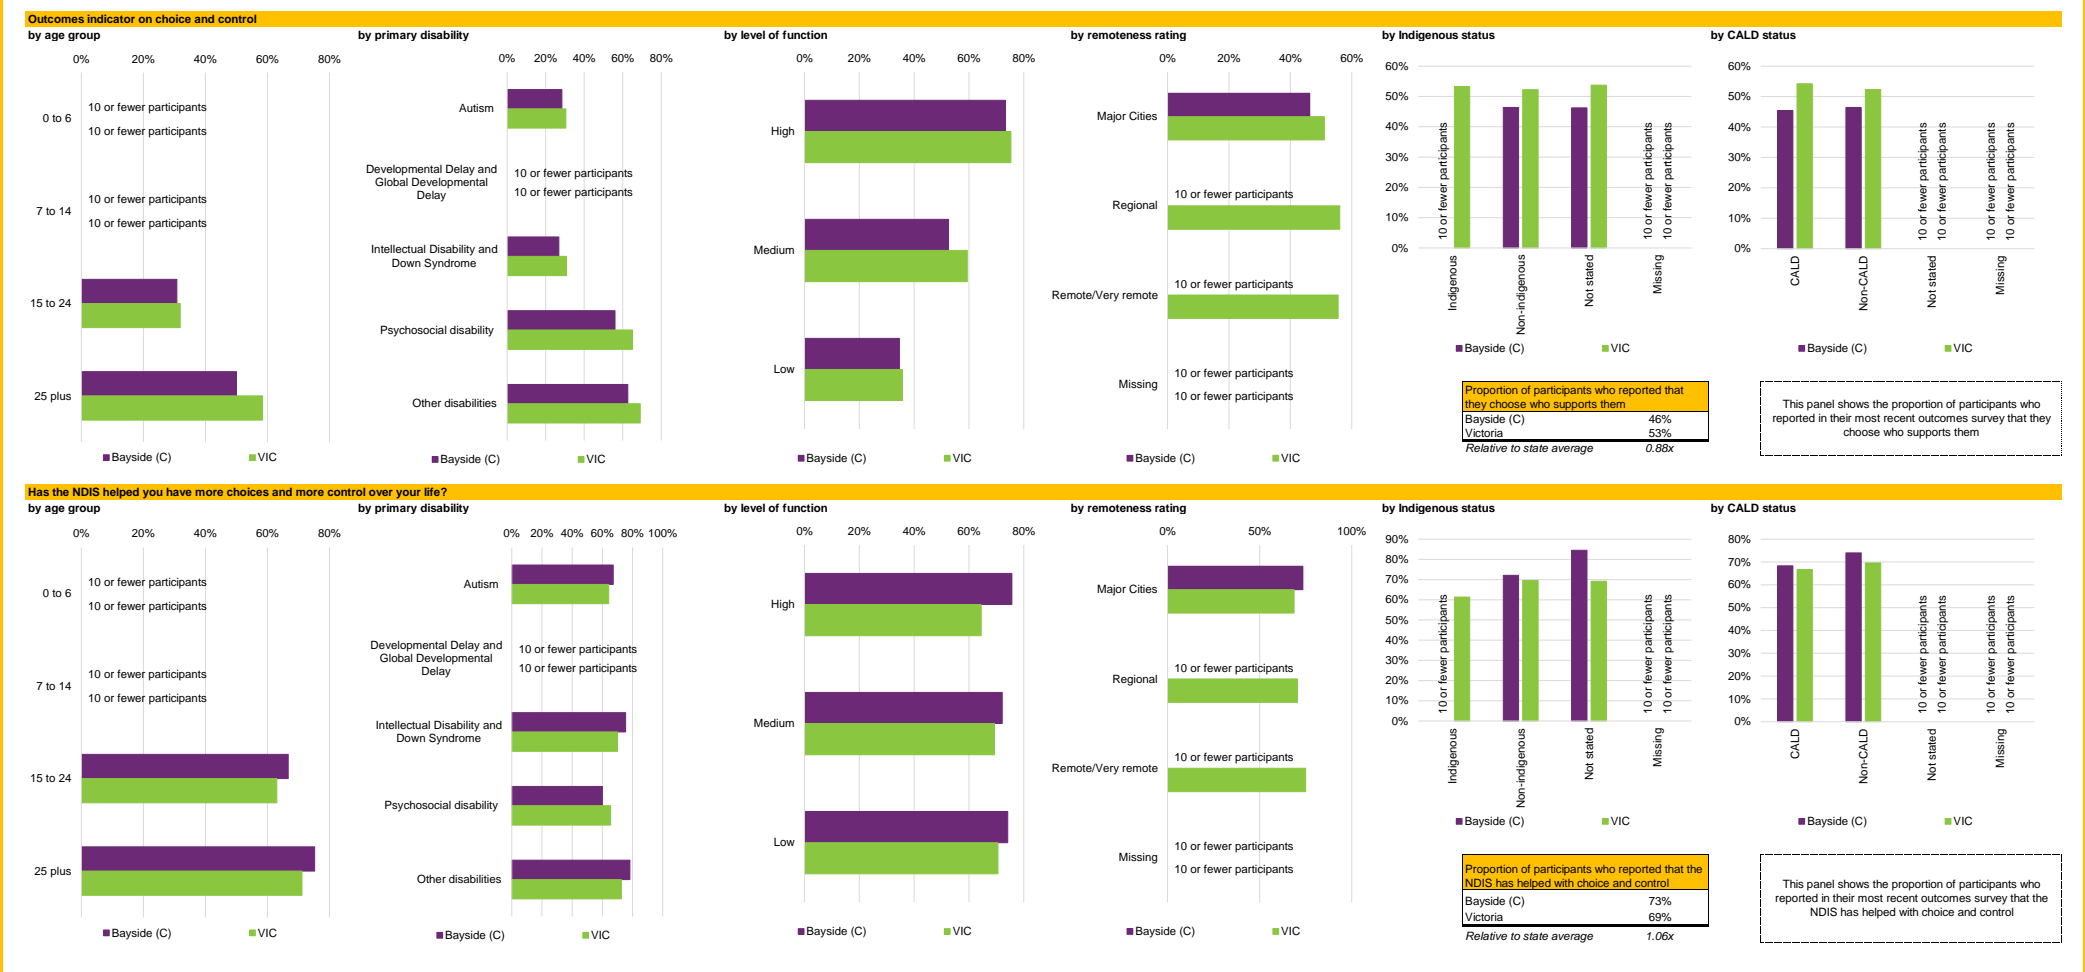 Outcomes indicator on choice and control
by age group
0% 20% 40% 60% 80%
0 to 6
10 or fewer participants
10 or fewer participants
7 to 14
10 or fewer participants
10 or fewer participants
15 to 24
25 plus
Bayside (C) VIC
by primary disability
0% 20% 40% 60% 80%
Autism
Developmental Delay and
Global Developmental
Delay
10 or fewer participants
10 or fewer participants
Intellectual Disability and
Down Syndrome
Psychosocial disability
Other disabilities
Bayside (C) VIC
by level of function
0% 20% 40% 60% 80%
High
Medium
Low
Bayside (C) VIC
by remoteness rating
0% 20% 40% 60%
Major Cities
Regional
10 or fewer participants
Remote/Very remote
10 or fewer participants
Missing
10 or fewer participants
10 or fewer participants
Bayside (C) VIC
by Indigenous status
60%
50%
40%
30%
20%
10%
0%
10 or fewer participants
10 or fewer participants
10 or fewer participants
Indigenous
Non-indigenous
Not stated
Missing
Bayside (C) VIC
Proportion of participants who reported that
they choose who supports them
Bayside (C) 46%
Victoria 53%
Relative to state average 0.88x
by CALD status
60%
50%
40%
30%
20%
10%
0%
10 or fewer participants
10 or fewer participants
10 or fewer participants
10 or fewer participants
CALD
Non-CALD
Not stated
Missing
Bayside (C) VIC
This panel shows the proportion of participants who
reported in their most recent outcomes survey that they
choose who supports them
Has the NDIS helped you have more choices and more control over your life?
by age group
0% 20% 40% 60% 80%
0 to 6
10 or fewer participants
10 or fewer participants
7 to 14
10 or fewer participants
10 or fewer participants
15 to 24
25 plus
Bayside (C) VIC
by primary disability
0% 20% 40% 60% 80% 100%
Autism
Developmental Delay and
Global Developmental
Delay
10 or fewer participants
10 or fewer participants
Intellectual Disability and
Down Syndrome
Psychosocial disability
Other disabilities
Bayside (C) VIC
by level of function
0% 20% 40% 60% 80%
High
Medium
Low
Bayside (C) VIC
by remoteness rating
0% 50% 100%
Major Cities
Regional
10 or fewer participants
Remote/Very remote
10 or fewer participants
Missing
10 or fewer participants
10 or fewer participants
Bayside (C) VIC
by Indigenous status
90%
80%
70%
60%
50%
40%
30%
20%
10%
0%
10 or fewer participants
10 or fewer participants
10 or fewer participants
Indigenous
Non-indigenous
Not stated
Missing
Bayside (C) VIC
Proportion of participants who reported that the
NDIS has helped with choice and control
Bayside (C) 73%
Victoria 69%
Relative to state average 1.06x
by CALD status
80%
70%
60%
50%
40%
30%
20%
10%
0%
10 or fewer participants
10 or fewer participants
10 or fewer participants
10 or fewer participants
CALD
Non-CALD
Not stated
Missing
Bayside (C) VIC
This panel shows the proportion of participants who
reported in their most recent outcomes survey that the
NDIS has helped with choice and control